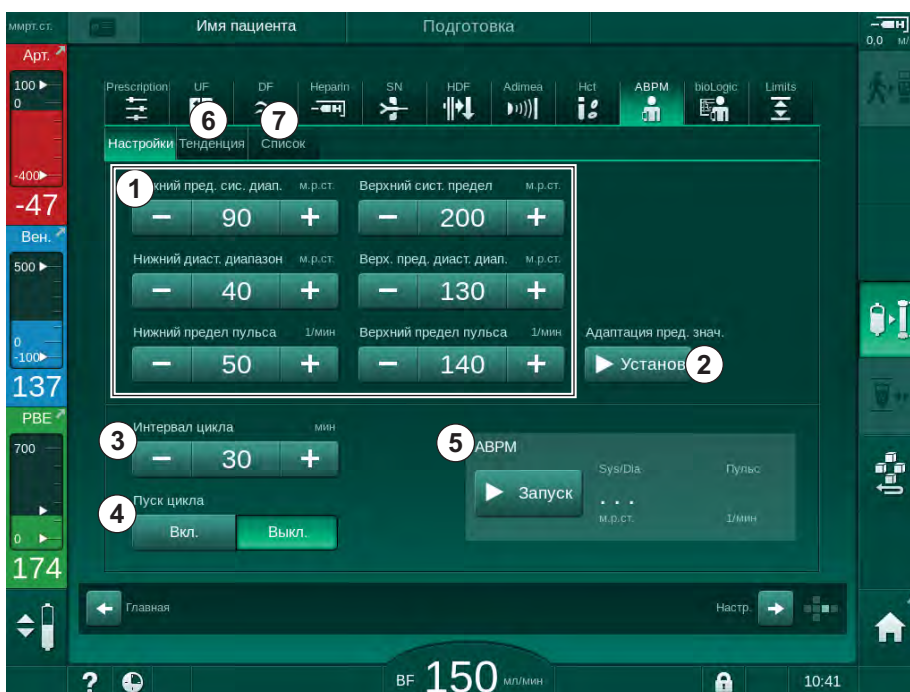 ммрт.ст.
Имя пациента
Подготовка
0,0
Арт.
100
0
-400
-47
Вен.
500
0
-100
137
PBE
700
0
174
Prescription UF DF Heparin SN HDF Adimea Hct ABPM bioLogic Limits
6
7
Настройки Тенденция Список
1
пред. сис. диап. м.р.ст. Верхний сист. предел м.р.ст.
90
200
Нижний диаст. диапазон м.р.ст. Верх. пред. диаст. диап. м.р.ст.
40
130
Нижний предел пульса 1/мин Верхний предел пульса 1/мин
50
140
Адаптация пред. знач.
Установ
2
3
Интервал цикла мин
30
4
Пуск цикла
Вкл. Выкл.
5
ABPM
Запуск
Sys/Dia Пульс
. . .
м.р.ст. 1/мин
Главная
Настр.
? BF 150 мл/мин 10:41